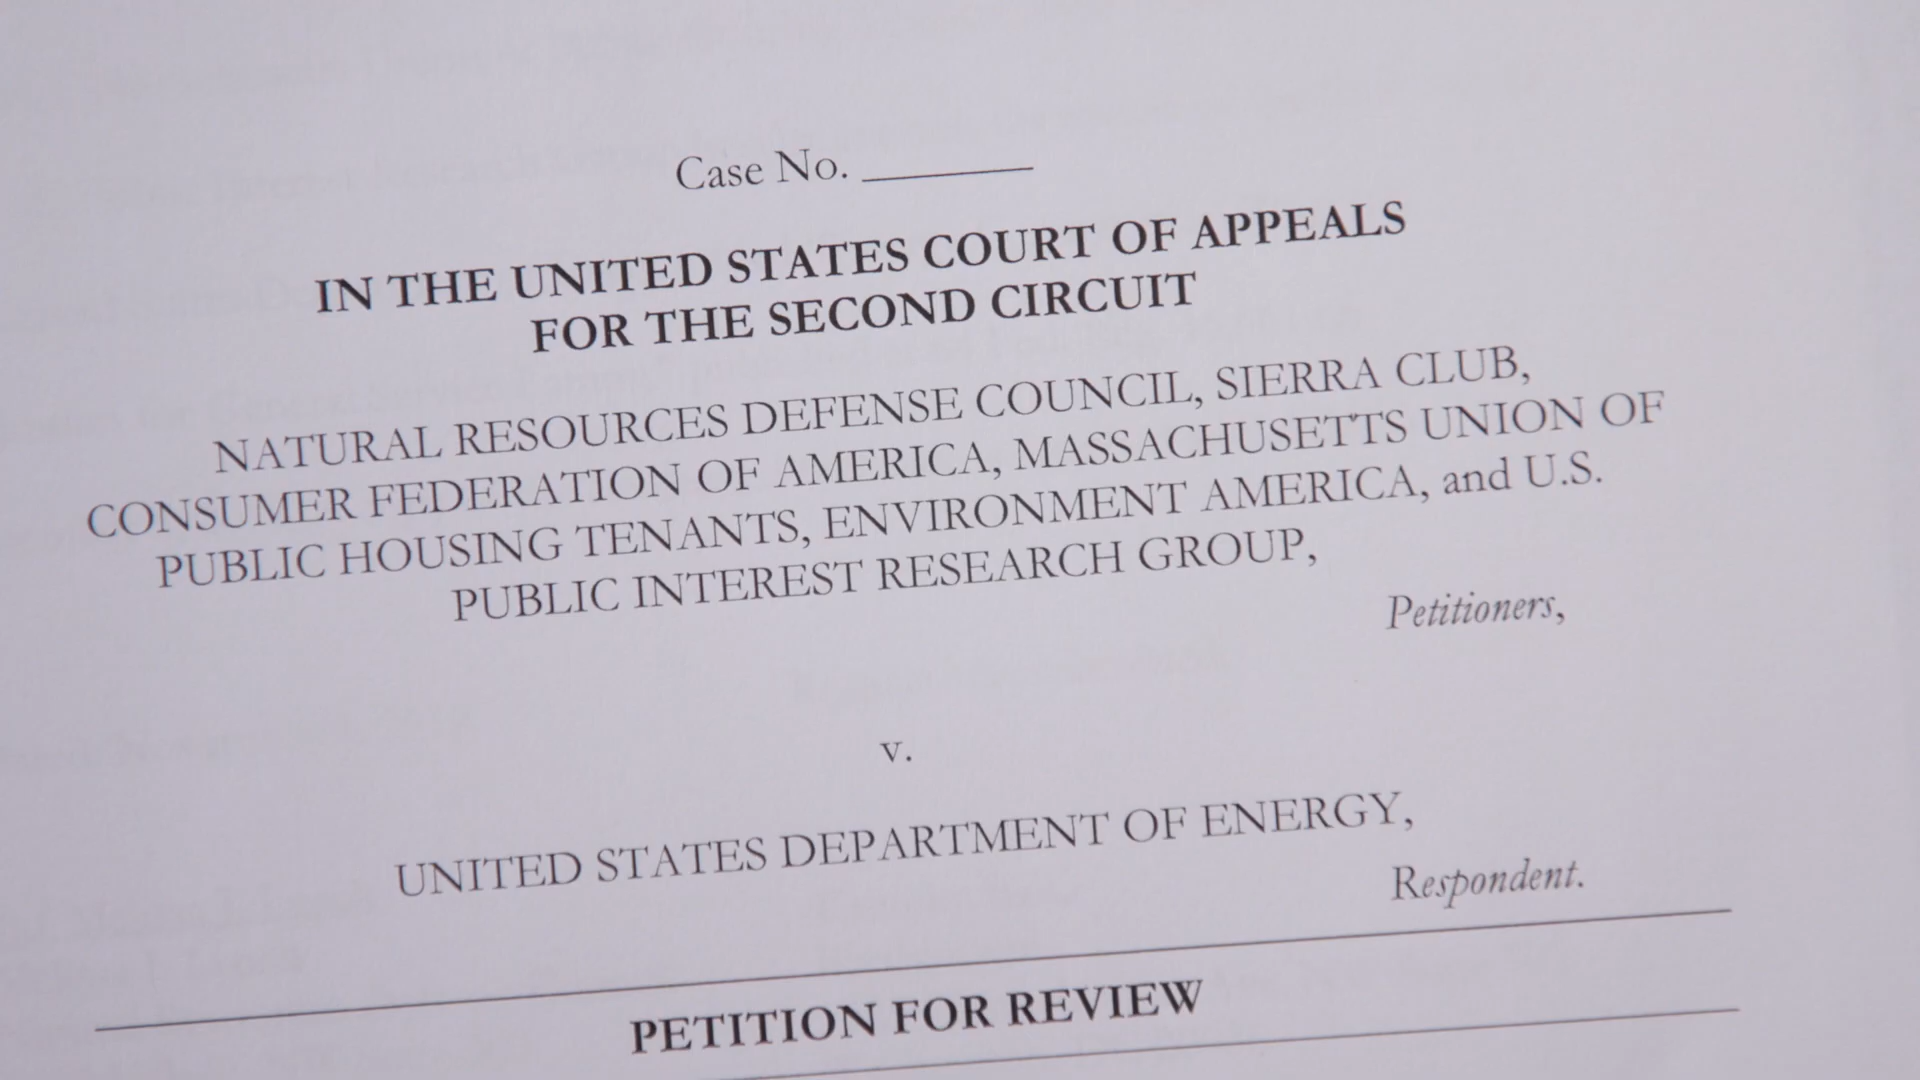 Case No. ______
IN THE UNITED STATES COURT OF APPEALS
FOR THE SECOND CIRCUIT
NATURAL RESOURCES DEFENSE COUNCIL, SIERRA CLUB,
CONSUMER FEDERATION OF AMERICA, MASSACHUSETTS UNION OF
PUBLIC HOUSING TENANTS, ENVIRONMENT AMERICA, and U.S.
PUBLIC INTEREST RESEARCH GROUP,
Petitioners,
v.
UNITED STATES DEPARTMENT OF ENERGY,
Respondent.
PETITION FOR REVIEW